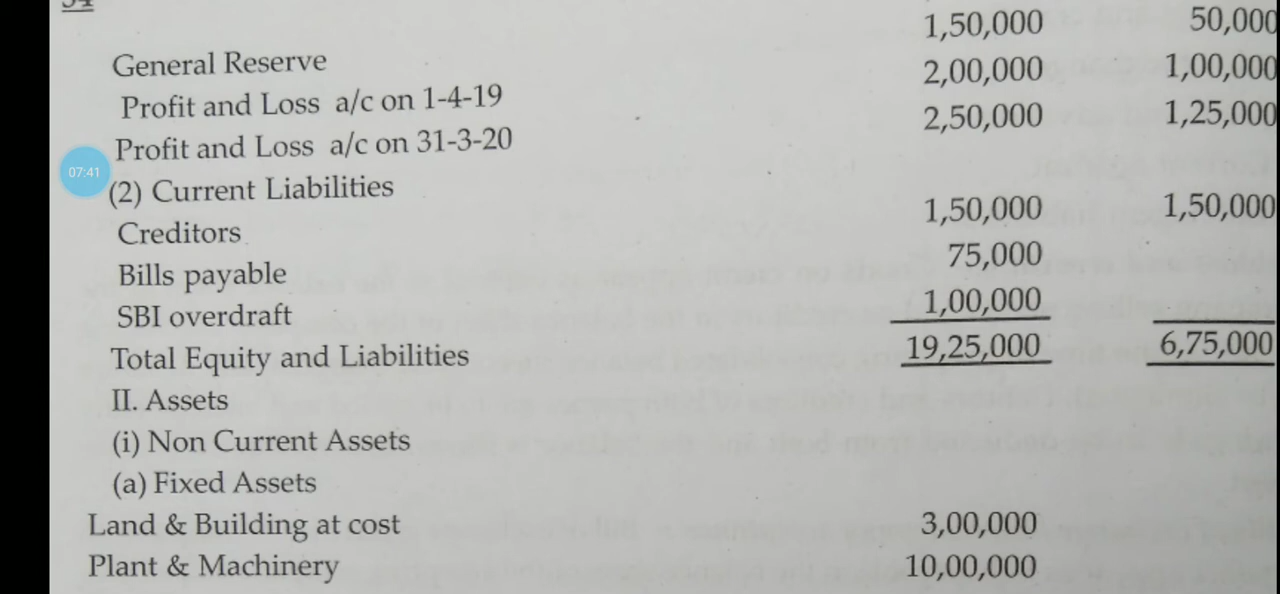 General Reserve 1,50,000 50,000
Profit and Loss a/c on 1-4-19 2,00,000 1,00,000
Profit and Loss a/c on 31-3-20 2,50,000 1,25,000
07:41
(2) Current Liabilities
Creditors 1,50,000 1,50,000
Bills payable 75,000
SBI overdraft 1,00,000
Total Equity and Liabilities 19,25,000 6,75,000
II. Assets
(i) Non Current Assets
(a) Fixed Assets
Land & Building at cost 3,00,000
Plant & Machinery 10,00,000